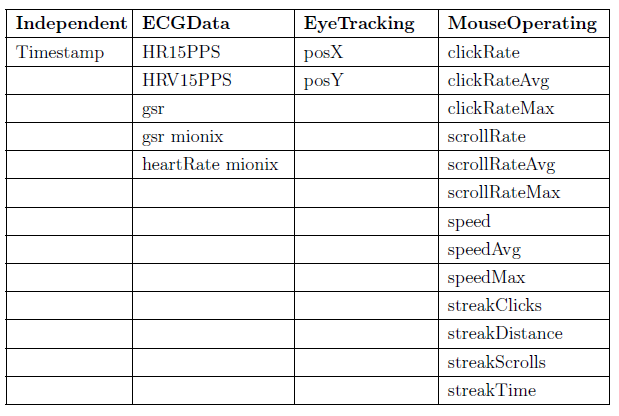 Independent ECGData EyeTracking MouseOperating
Timestamp HR15PPS posX clickRate
HRV15PPS posY clickRateAvg
gsr clickRateMax
gsr mionix scrollRate
heartRate mionix scrollRateAvg
scrollRateMax
speed
speedAvg
speedMax
streakClicks
streakDistance
streakScrolls
streakTime